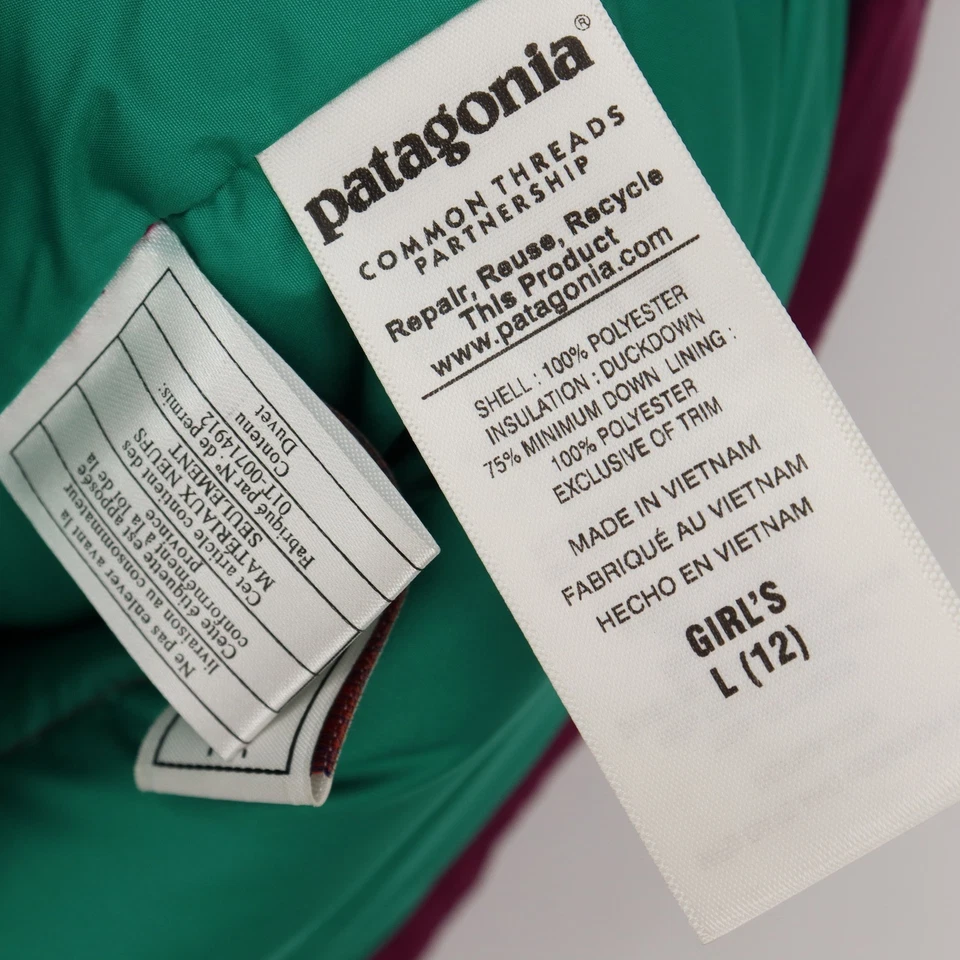 patagonia®
COMMON THREADS
PARTNERSHIP
Repair, Reuse, Recycle
This Product
www.patagonia.com
SHELL : 100% POLYESTER
INSULATION : DUCKDOWN
75% MINIMUM DOWN LINING :
100% POLYESTER
EXCLUSIVE OF TRIM
MADE IN VIETNAM
FABRIQUÉ AU VIETNAM
HECHO EN VIETNAM
GIRL'S
L (12)
Ne pas enlever avant la
livraison au consommateur
Cette étiquette est apposée
conformément à la loi de la
province
Cet article contient des
MATÉRIAUX NEUFS
SEULEMENT
Fabriqué par N° de permis:
011-00714912
Contenu
Duvet